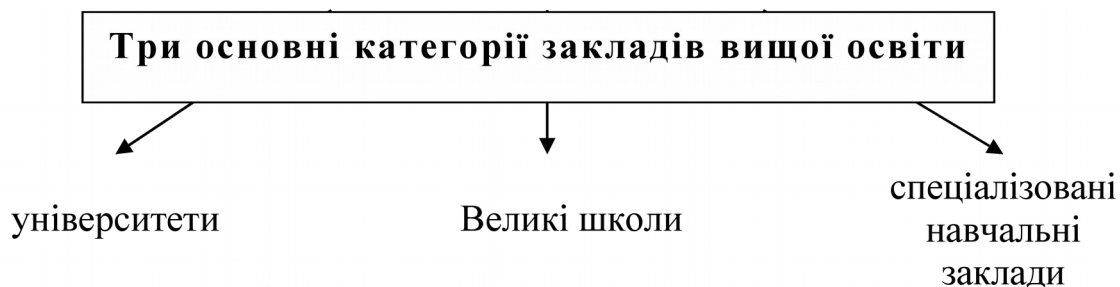 Три основні категорії закладів вищої освіти
університети
Великі школи
спеціалізовані
навчальні
заклади